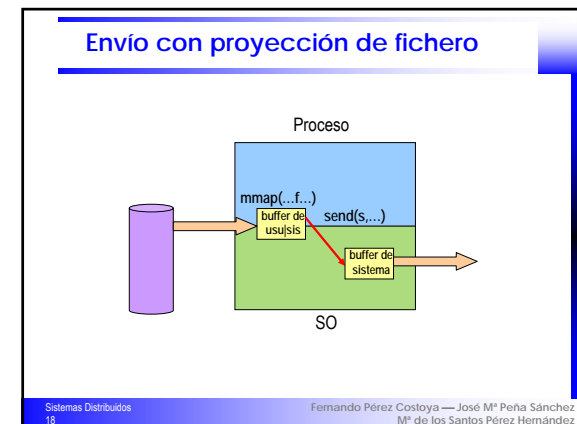 Envío con proyección de fichero
Proceso
mmap(...f...)
send(s,...)
buffer de
usu|sis
buffer de
sistema
SO
Sistemas Distribuidos
18
Fernando Pérez Costoya — José Mª Peña Sánchez
Mª de los Santos Pérez Hernández